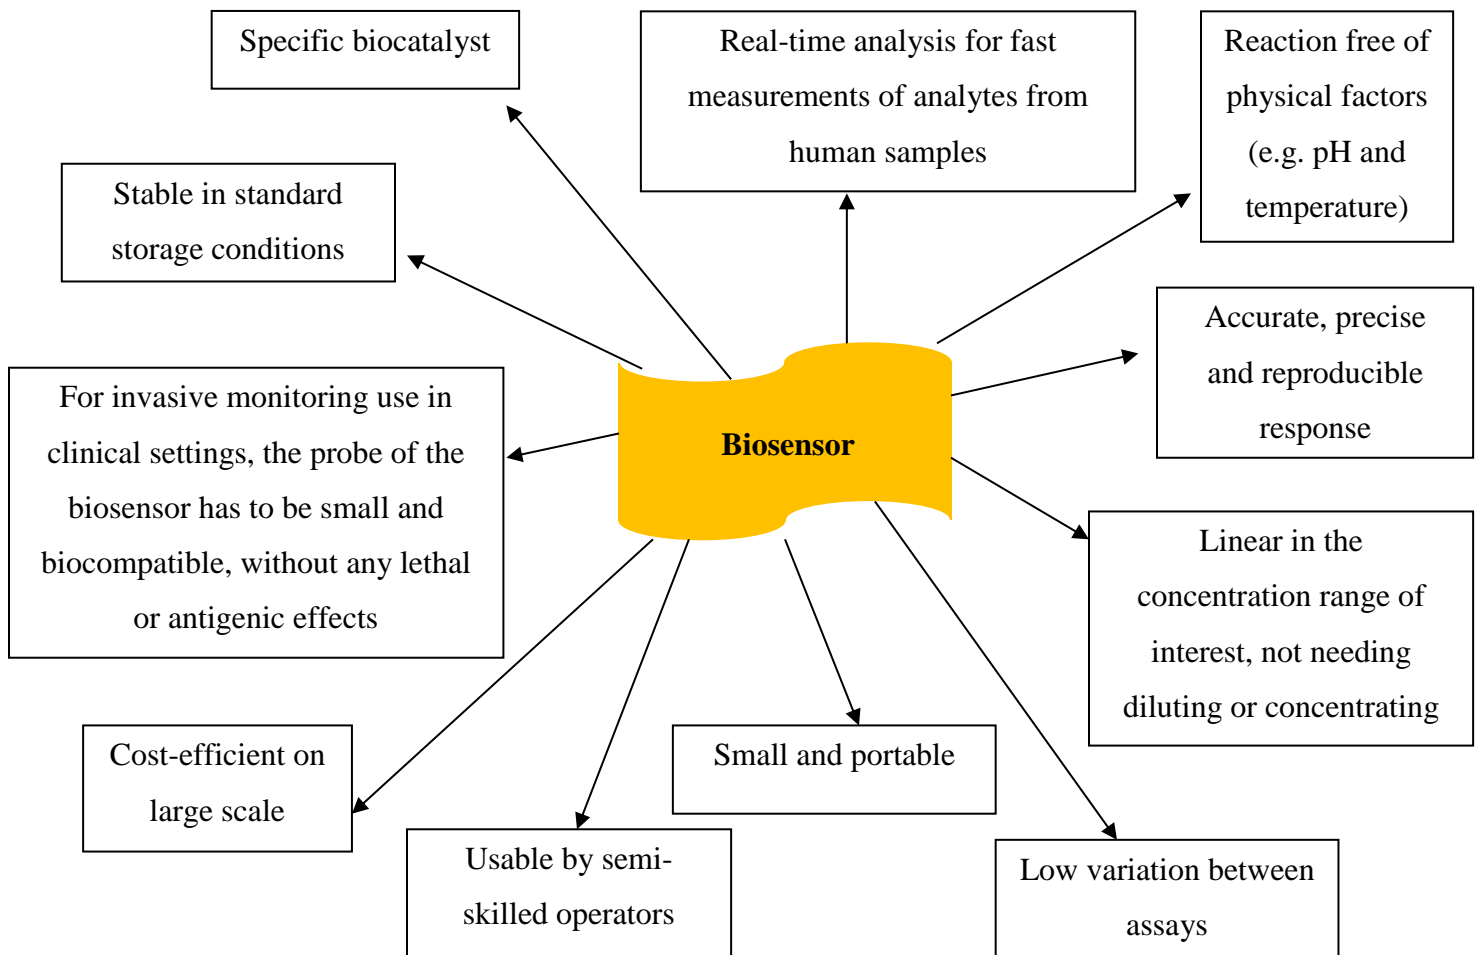 Specific biocatalyst
Real-time analysis for fast
measurements of analytes from
human samples
Reaction free of
physical factors
(e.g. pH and
temperature)
Stable in standard
storage conditions
Accurate, precise
and reproducible
response
For invasive monitoring use in
clinical settings, the probe of the
biosensor has to be small and
biocompatible, without any lethal
or antigenic effects
Biosensor
Linear in the
concentration range of
interest, not needing
diluting or concentrating
Cost-efficient on
large scale
Small and portable
Usable by semi-
skilled operators
Low variation between
assays